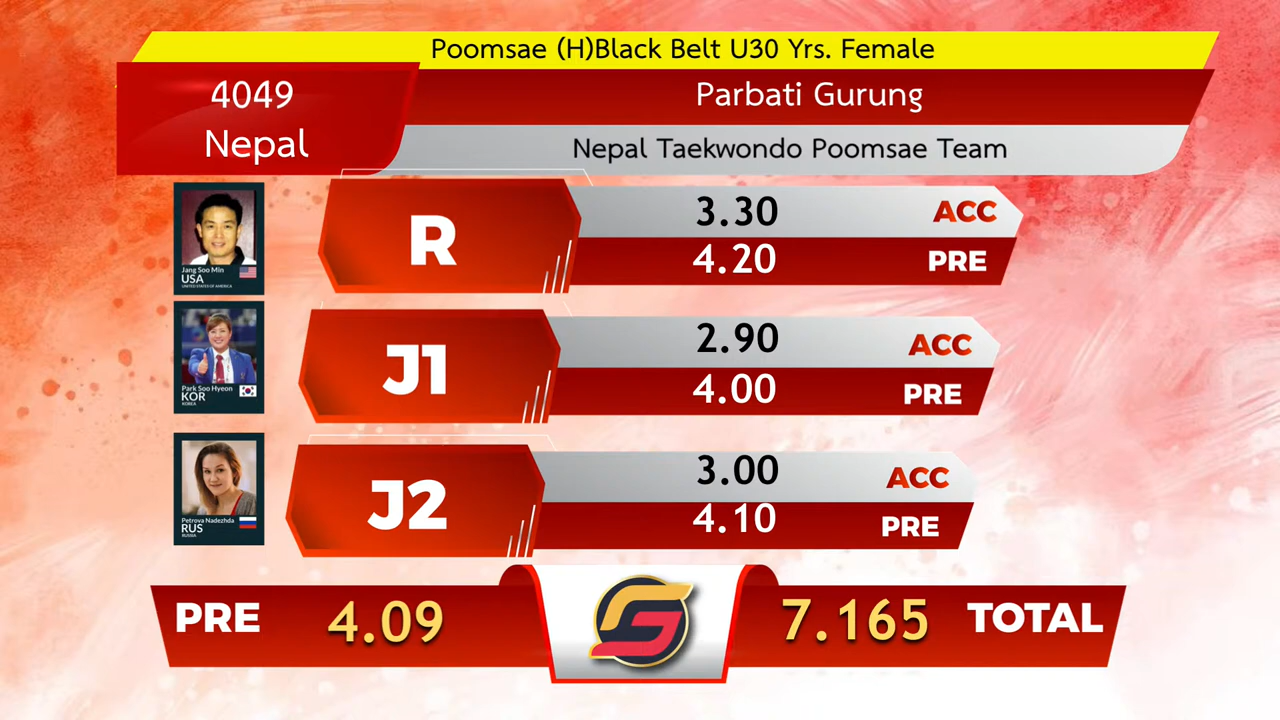 Poomsae (H)Black Belt U30 Yrs. Female
4049
Nepal
Parbati Gurung
Nepal Taekwondo Poomsae Team
Jang Soo Min
USA
UNITED STATES OF AMERICA
R
3.30 ACC
4.20 PRE
Park Soo Hyeon
KOR
KOREA
J1
2.90 ACC
4.00 PRE
Petrova Nadezhda
RUS
RUSSIA
J2
3.00 ACC
4.10 PRE
PRE 4.09
7.165 TOTAL